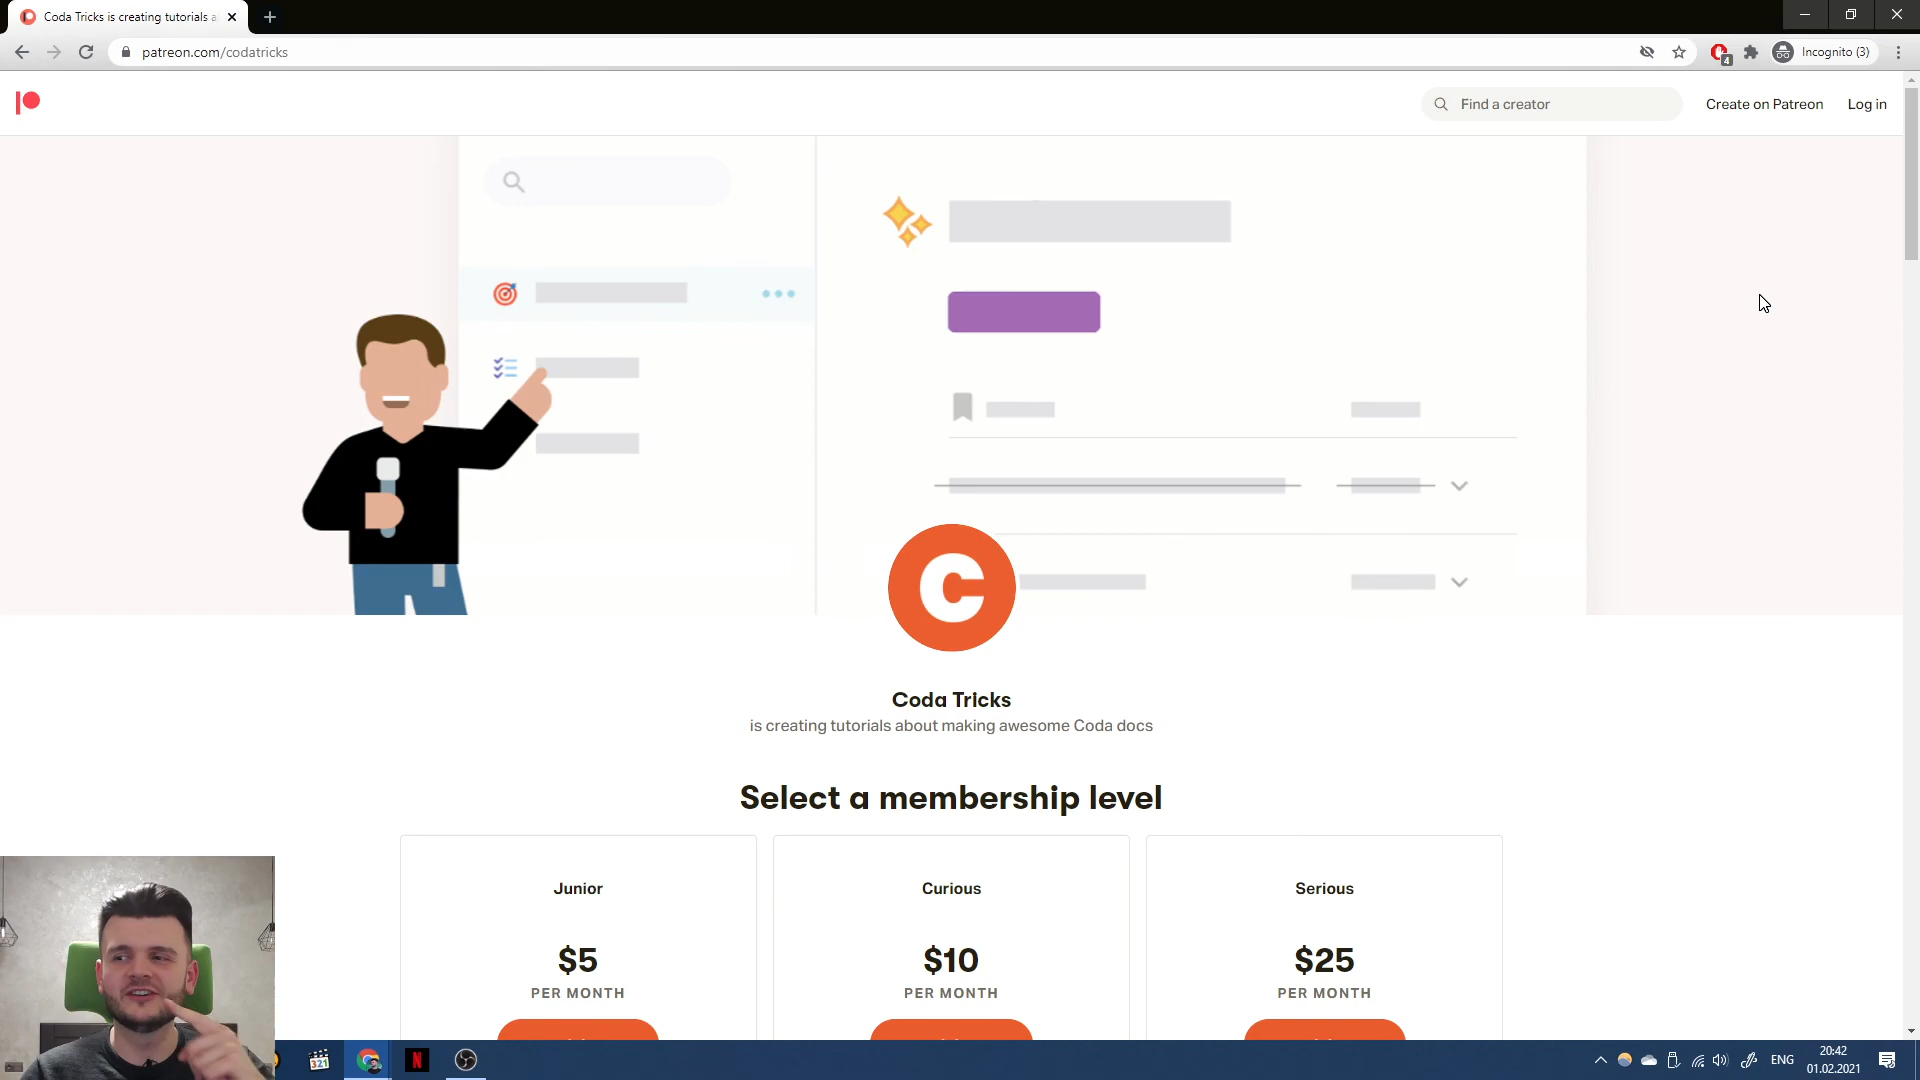 Coda Tricks is creating tutorials a
patreon.com/codatricks
4
Incognito (3)
Find a creator
Create on Patreon
Log in
C
Coda Tricks
is creating tutorials about making awesome Coda docs
Select a membership level
Junior
Curious
Serious
$5
$10
$25
PER MONTH
PER MONTH
PER MONTH
321
N
ENG
20:42
01.02.2021